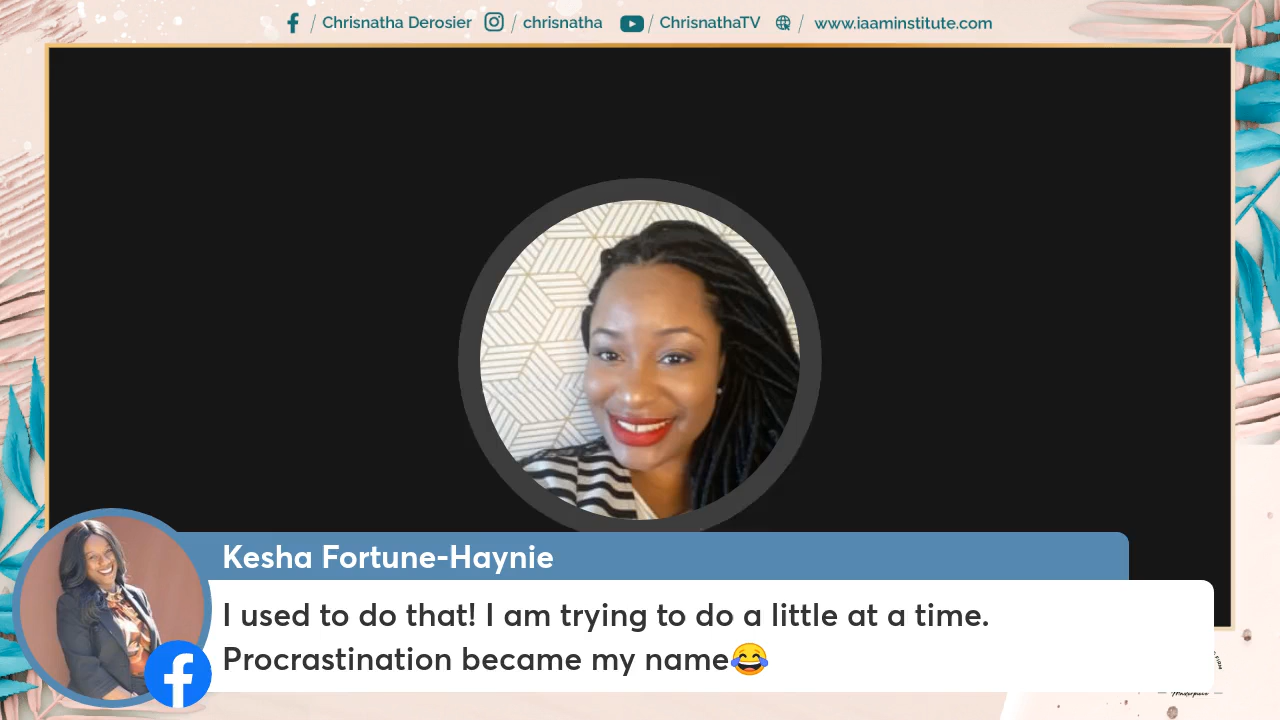 Chrisnatha Derosier / chrisnatha / ChrisnathaTV / www.iaaminstitute.com
Kesha Fortune-Haynie
I used to do that! I am trying to do a little at a time.
Procrastination became my name😂